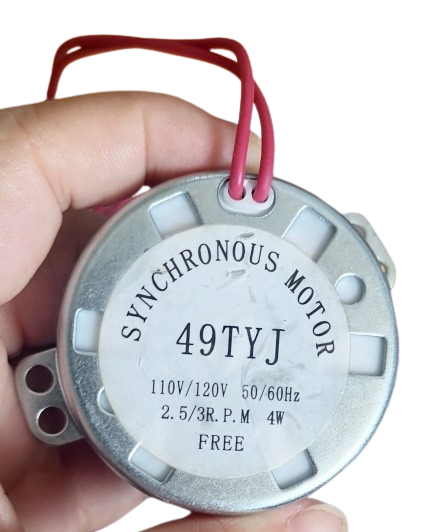 SYNCHRONOUS MOTOR
49TYJ
110V/120V 50/60Hz
2.5/3R.P.M 4W
FREE